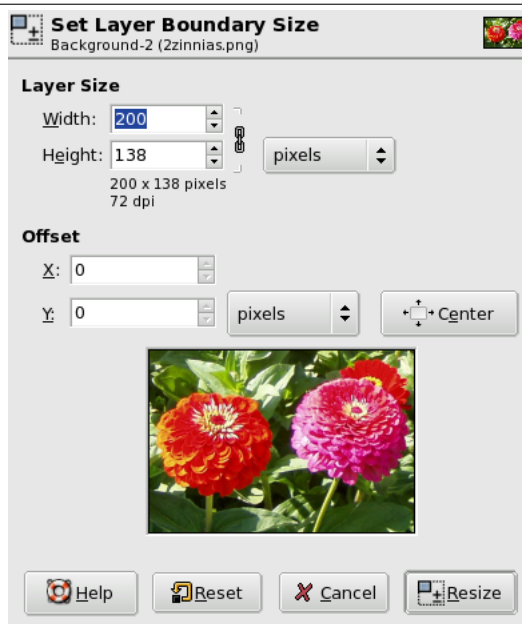 Set Layer Boundary Size
Background-2 (2zinnias.png)
Layer Size
Width: 200
Height: 138 pixels
200 x 138 pixels
72 dpi
Offset
X: 0
Y: 0 pixels Center
Help Reset Cancel Resize